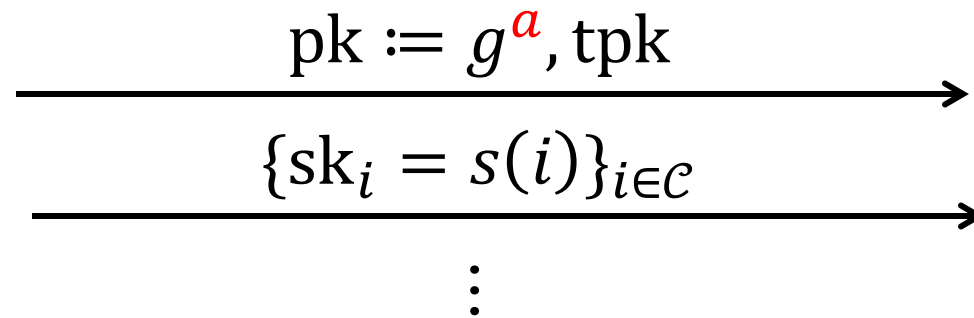 pk ≔ g^a, tpk
{sk_i = s(i)}_{i∈𝒞}
⋮